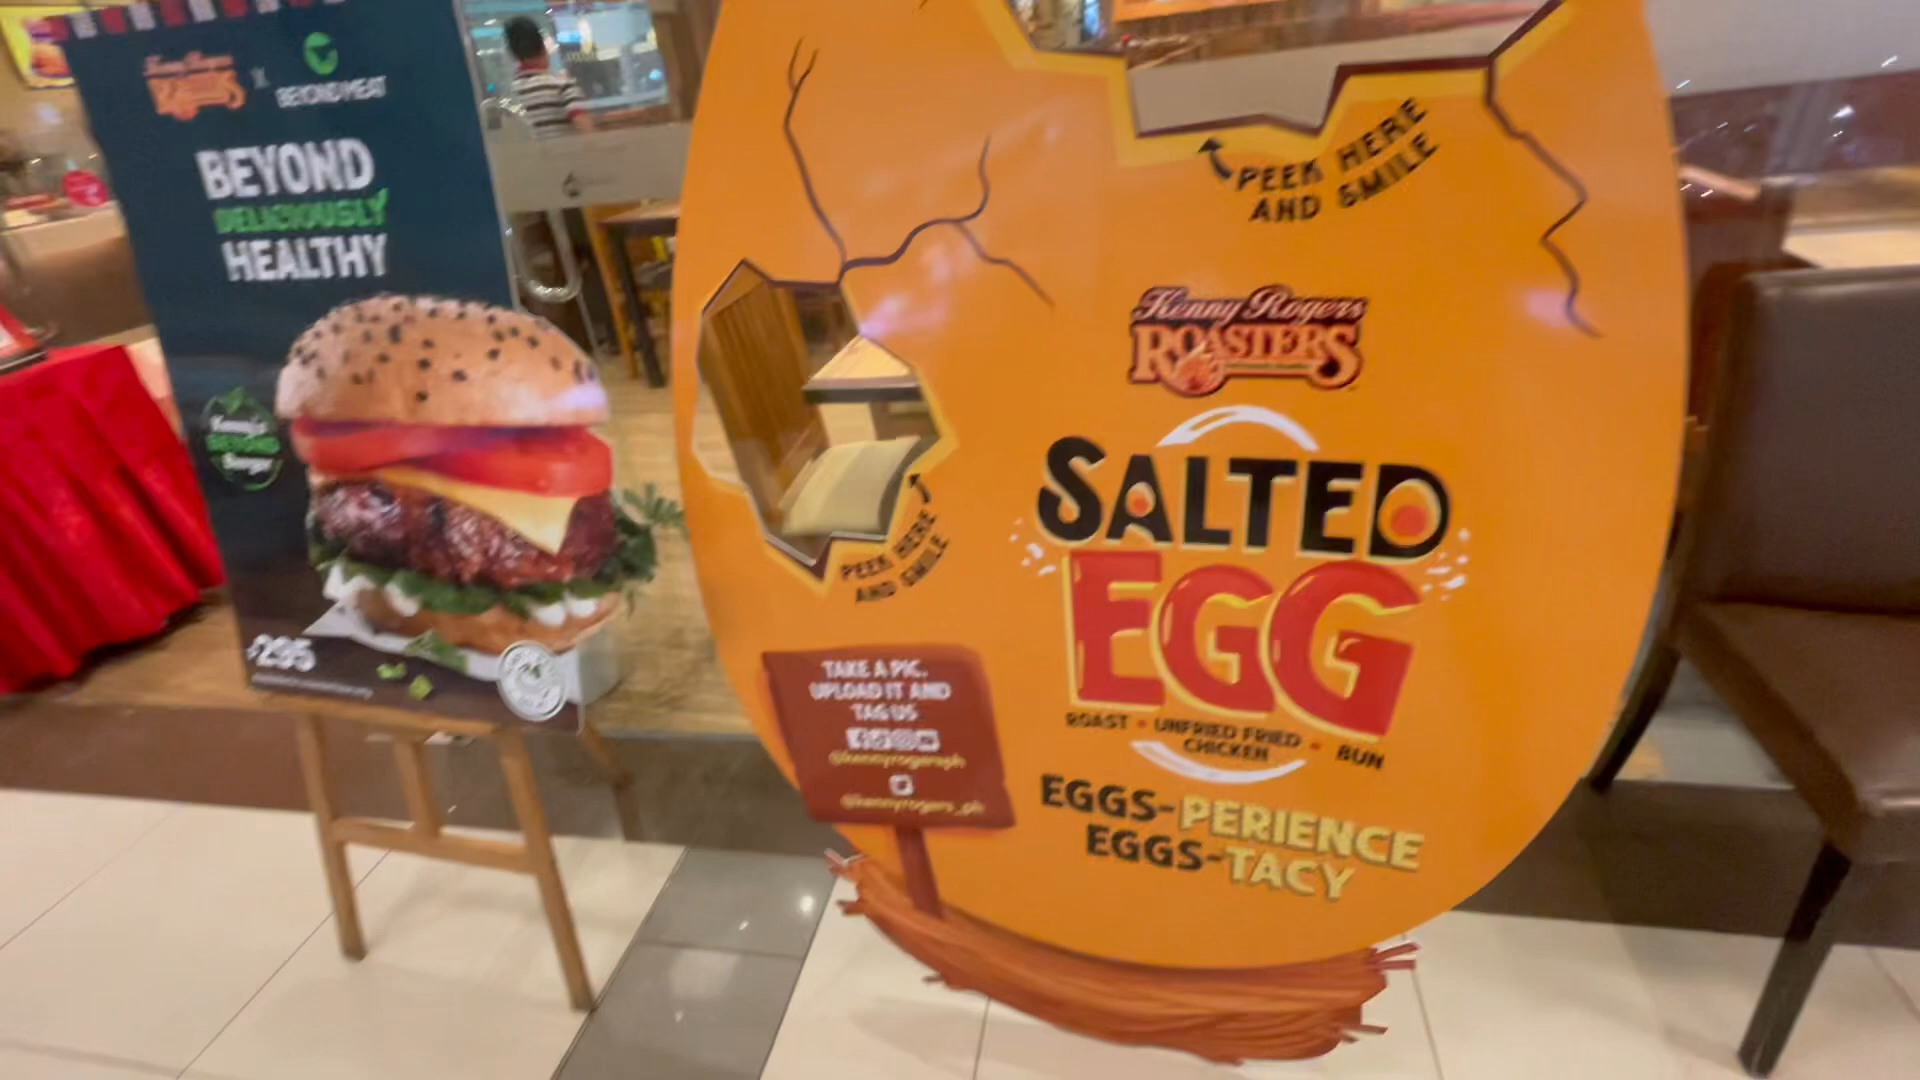 Kenny Rogers
ROASTERS
X
BEYOND MEAT
BEYOND
DELICIOUSLY
HEALTHY
Kenny's
BEYOND
Burger
₱295
PEEK HERE
AND SMILE
Kenny Rogers
ROASTERS
SALTED
EGG
ROAST • UNFRIED FRIED CHICKEN • BUN
EGGS-PERIENCE
EGGS-TACY
PEEK HERE
AND SMILE
TAKE A PIC.
UPLOAD IT AND
TAG US
@kennyrogersph
@kennyrogers_ph